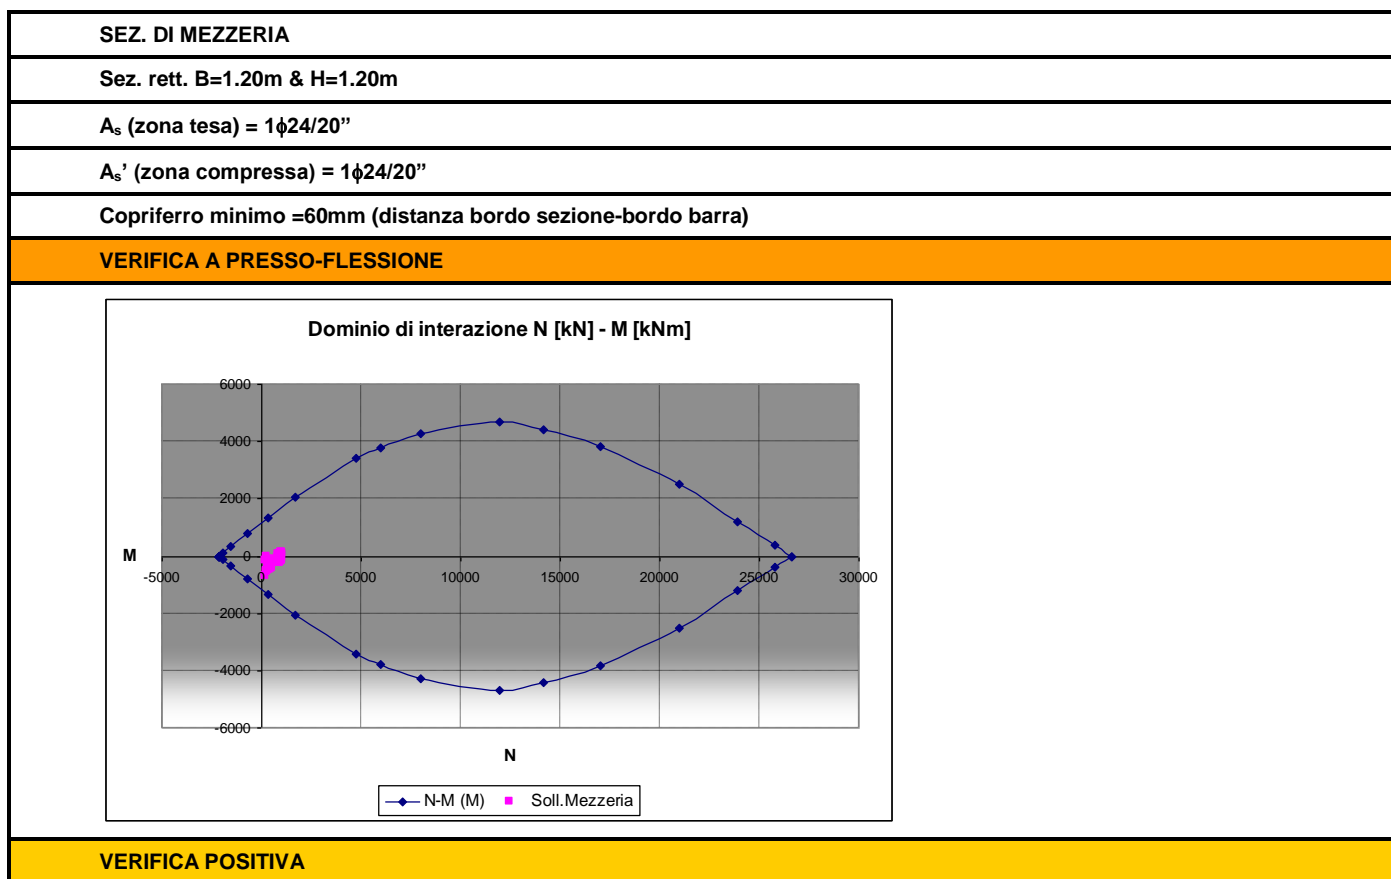 SEZ. DI MEZZERIA
Sez. rett. B=1.20m & H=1.20m
As (zona tesa) = 1ϕ24/20”
As’ (zona compressa) = 1ϕ24/20”
Copriferro minimo =60mm (distanza bordo sezione-bordo barra)
VERIFICA A PRESSO-FLESSIONE
Dominio di interazione N [kN] - M [kNm]
6000
4000
2000
0
-2000
-4000
-6000
M
-5000 0 5000 10000 15000 20000 25000 30000
N
N-M (M) Soll.Mezzeria
VERIFICA POSITIVA